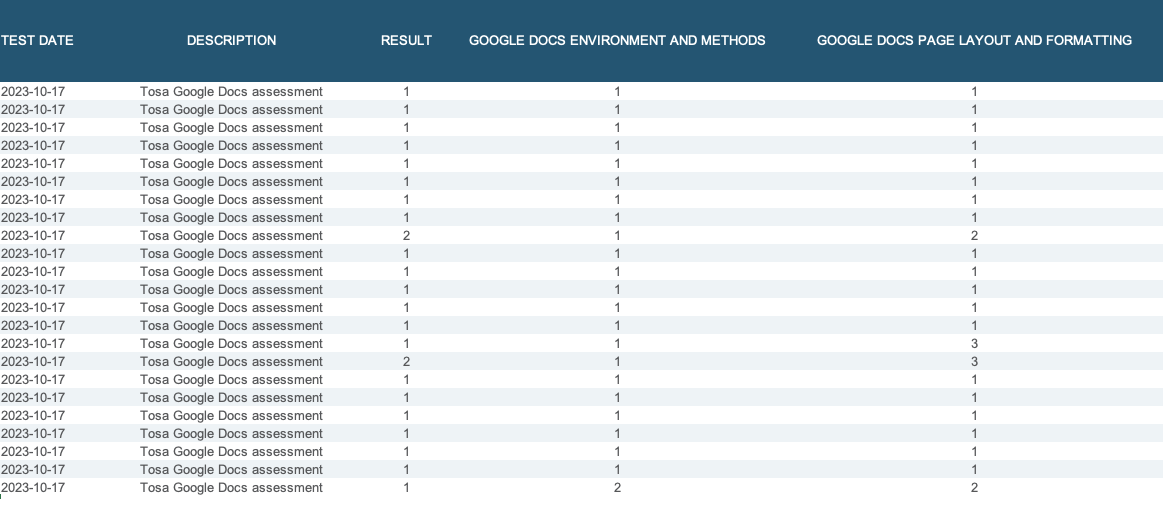 TEST DATE DESCRIPTION RESULT GOOGLE DOCS ENVIRONMENT AND METHODS GOOGLE DOCS PAGE LAYOUT AND FORMATTING
2023-10-17 Tosa Google Docs assessment 1 1 1
2023-10-17 Tosa Google Docs assessment 1 1 1
2023-10-17 Tosa Google Docs assessment 1 1 1
2023-10-17 Tosa Google Docs assessment 1 1 1
2023-10-17 Tosa Google Docs assessment 1 1 1
2023-10-17 Tosa Google Docs assessment 1 1 1
2023-10-17 Tosa Google Docs assessment 1 1 1
2023-10-17 Tosa Google Docs assessment 1 1 1
2023-10-17 Tosa Google Docs assessment 2 1 2
2023-10-17 Tosa Google Docs assessment 1 1 1
2023-10-17 Tosa Google Docs assessment 1 1 1
2023-10-17 Tosa Google Docs assessment 1 1 1
2023-10-17 Tosa Google Docs assessment 1 1 1
2023-10-17 Tosa Google Docs assessment 1 1 1
2023-10-17 Tosa Google Docs assessment 1 1 3
2023-10-17 Tosa Google Docs assessment 2 1 3
2023-10-17 Tosa Google Docs assessment 1 1 1
2023-10-17 Tosa Google Docs assessment 1 1 1
2023-10-17 Tosa Google Docs assessment 1 1 1
2023-10-17 Tosa Google Docs assessment 1 1 1
2023-10-17 Tosa Google Docs assessment 1 1 1
2023-10-17 Tosa Google Docs assessment 1 1 1
2023-10-17 Tosa Google Docs assessment 1 2 2